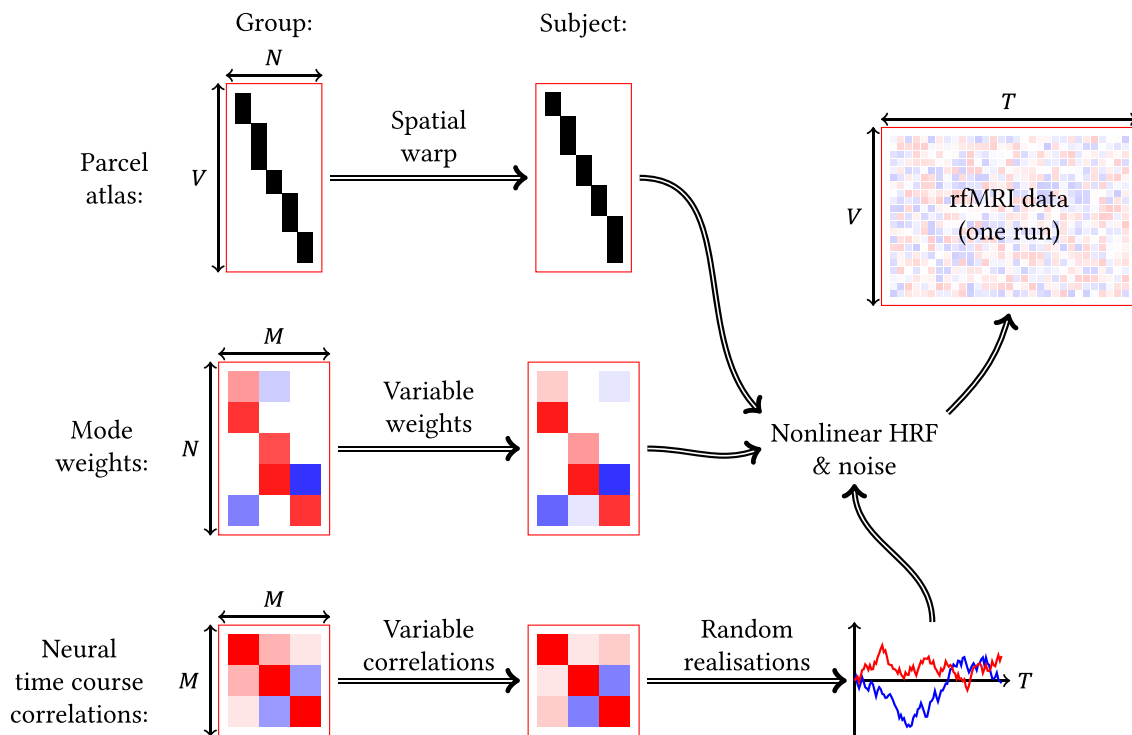 Group:
Subject:
N
T
Parcel
atlas:
V
Spatial
warp
V
rfMRI data
(one run)
M
Mode
weights:
N
Variable
weights
Nonlinear HRF
& noise
M
Neural
time course
correlations:
M
Variable
correlations
Random
realisations
T